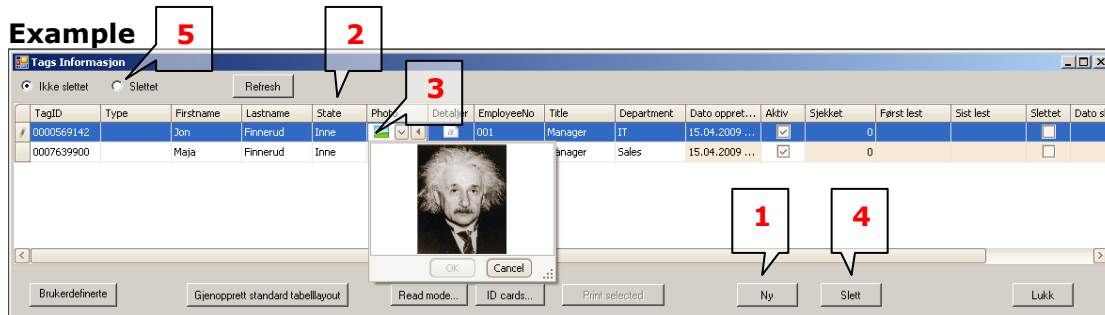 Example
5
2
Tags Informasjon
Ikke slettet Slettet Refresh
3
TagID Type Firstname Lastname State Photo Detaljer EmployeeNo Title Department Dato oppret... Aktiv Sjekket Først lest Sist lest Slettet Dato sl
0000569142 Jon Finnerud Inne a 001 Manager IT 15.04.2009 ... 0
0007639900 Maja Finnerud Inne anager Sales 15.04.2009 ... 0
1
4
OK Cancel
Brukerdefinerte Gjenopprett standard tabelllayout Read mode... ID cards... Print selected Ny Slett Lukk